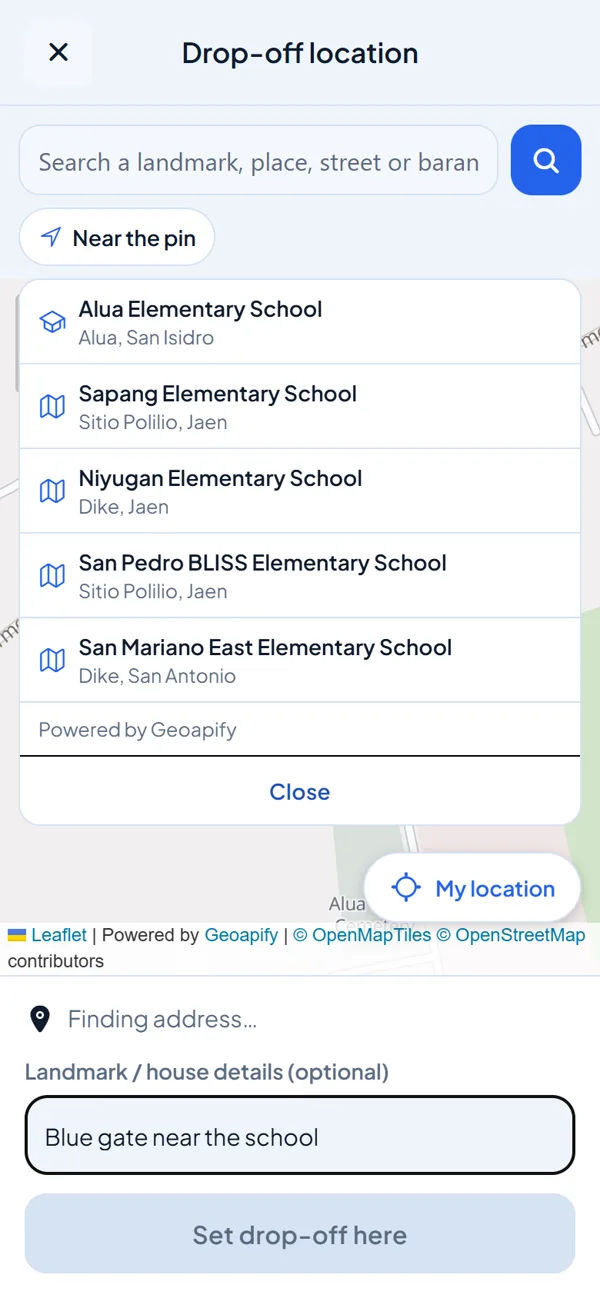 Drop-off location
Search a landmark, place, street or baran
Near the pin
Alua Elementary School
Alua, San Isidro
Sapang Elementary School
Sitio Polilio, Jaen
Niyugan Elementary School
Dike, Jaen
San Pedro BLISS Elementary School
Sitio Polilio, Jaen
San Mariano East Elementary School
Dike, San Antonio
Powered by Geoapify
Close
Alua
Cemetery
My location
Leaflet | Powered by Geoapify | © OpenMapTiles © OpenStreetMap
contributors
Finding address…
Landmark / house details (optional)
Blue gate near the school
Set drop-off here